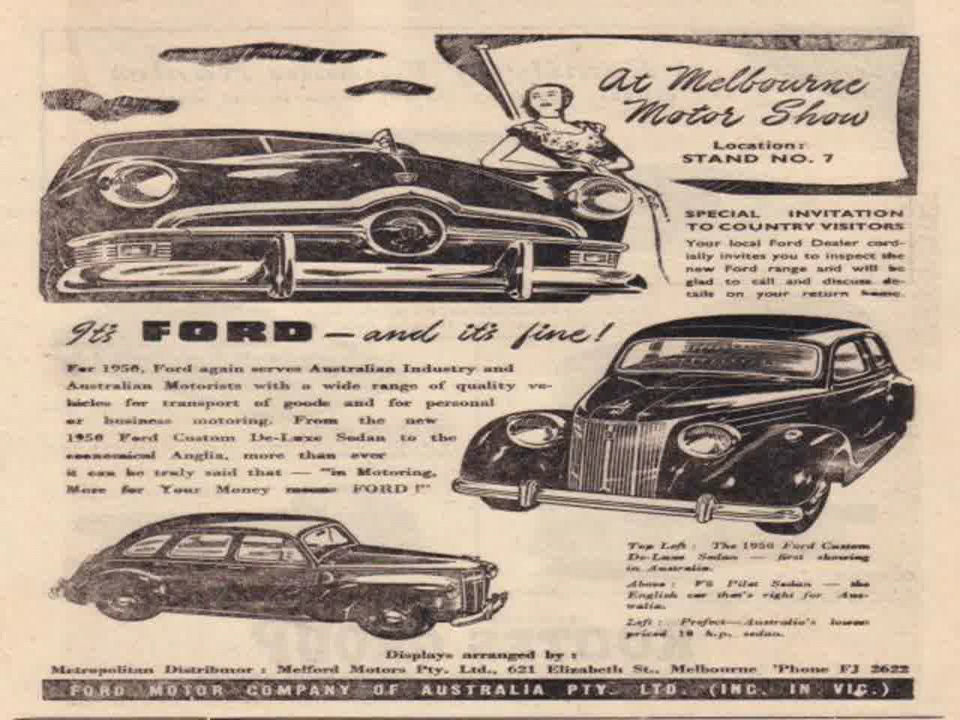 At Melbourne
Motor Show
Location:
STAND NO. 7
SPECIAL INVITATION
TO COUNTRY VISITORS
Your local Ford Dealer cord-
ially invites you to inspect the
new Ford range and will be
glad to call and discuss de-
tails on your return home.
It's FORD — and it's fine!
For 1950, Ford again serves Australian Industry and
Australian Motorists with a wide range of quality ve-
hicles for transport of goods and for personal
or business motoring. From the new
1950 Ford Custom De-Luxe Sedan to the
economical Anglia, more than ever
it can be truly said that — "in Motoring,
More for Your Money means FORD!"
Top Left: The 1950 Ford Custom
De-Luxe Sedan — first showing
in Australia.
Above: V8 Pilot Sedan — the
English car that's right for Aus-
tralia.
Left: Prefect—Australia's lowest
priced 10 h.p. sedan.
Displays arranged by:
Metropolitan Distributor: Melford Motors Pty. Ltd., 621 Elizabeth St., Melbourne 'Phone FJ 2622
FORD MOTOR COMPANY OF AUSTRALIA PTY. LTD. (INC. IN VIC.)